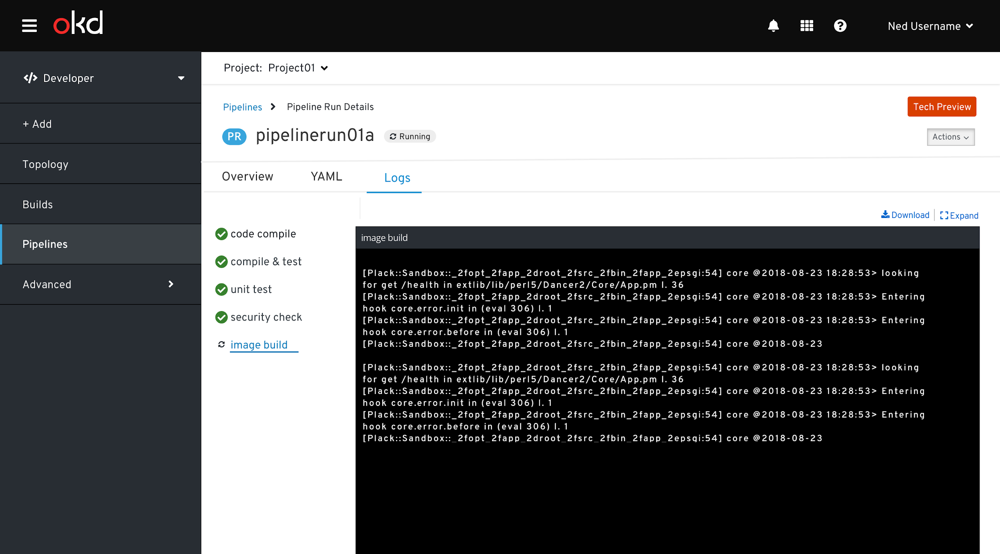 okd
Ned Username
Developer
Project: Project01
Pipelines Pipeline Run Details
Tech Preview
+ Add
PR pipelinerun01a Running
Actions
Topology
Overview YAML Logs
Builds
Download Expand
Pipelines
Advanced
code compile
compile & test
unit test
security check
image build
image build
[Plack::Sandbox::_2fopt_2fapp_2droot_2fsrc_2fbin_2fapp_2epsgi:54] core @2018-08-23 18:28:53> looking
for get /health in extlib/lib/perl5/Dancer2/Core/App.pm l. 36
[Plack::Sandbox::_2fopt_2fapp_2droot_2fsrc_2fbin_2fapp_2epsgi:54] core @2018-08-23 18:28:53> Entering
hook core.error.init in (eval 306) l. 1
[Plack::Sandbox::_2fopt_2fapp_2droot_2fsrc_2fbin_2fapp_2epsgi:54] core @2018-08-23 18:28:53> Entering
hook core.error.before in (eval 306) l. 1
[Plack::Sandbox::_2fopt_2fapp_2droot_2fsrc_2fbin_2fapp_2epsgi:54] core @2018-08-23
[Plack::Sandbox::_2fopt_2fapp_2droot_2fsrc_2fbin_2fapp_2epsgi:54] core @2018-08-23 18:28:53> looking
for get /health in extlib/lib/perl5/Dancer2/Core/App.pm l. 36
[Plack::Sandbox::_2fopt_2fapp_2droot_2fsrc_2fbin_2fapp_2epsgi:54] core @2018-08-23 18:28:53> Entering
hook core.error.init in (eval 306) l. 1
[Plack::Sandbox::_2fopt_2fapp_2droot_2fsrc_2fbin_2fapp_2epsgi:54] core @2018-08-23 18:28:53> Entering
hook core.error.before in (eval 306) l. 1
[Plack::Sandbox::_2fopt_2fapp_2droot_2fsrc_2fbin_2fapp_2epsgi:54] core @2018-08-23